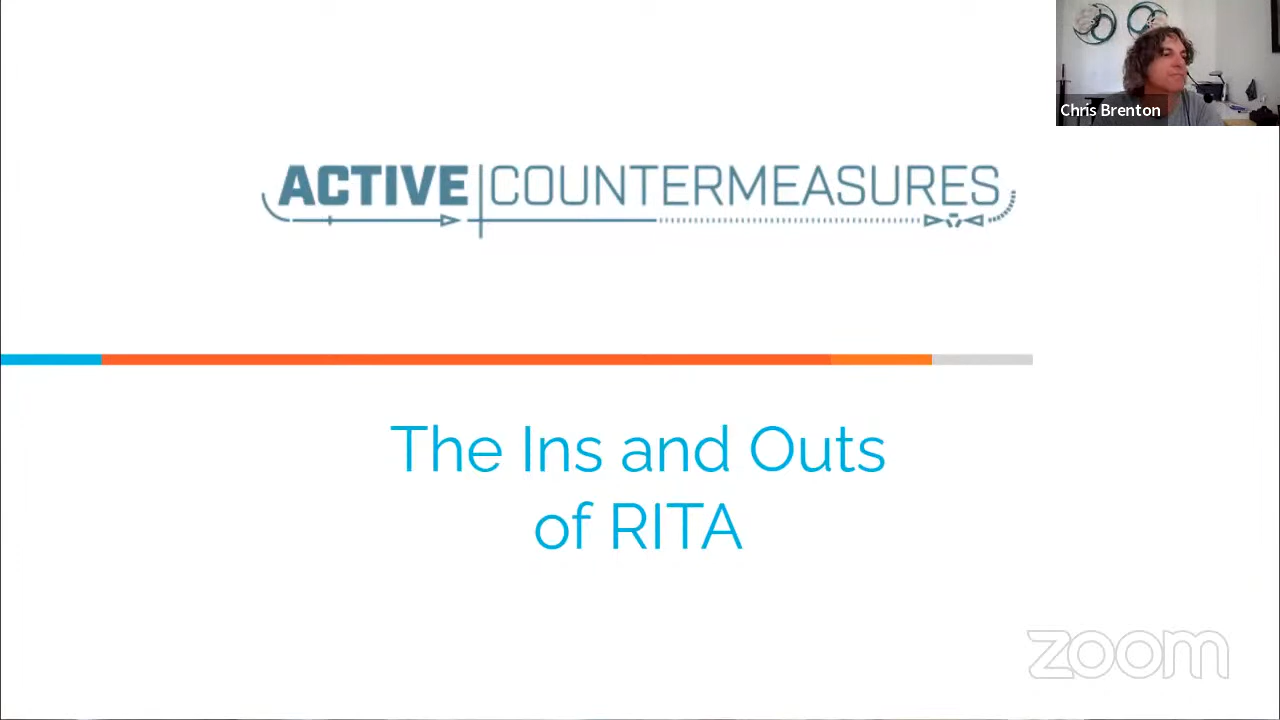 Chris Brenton
ACTIVE COUNTERMEASURES
The Ins and Outs
of RITA
zoom